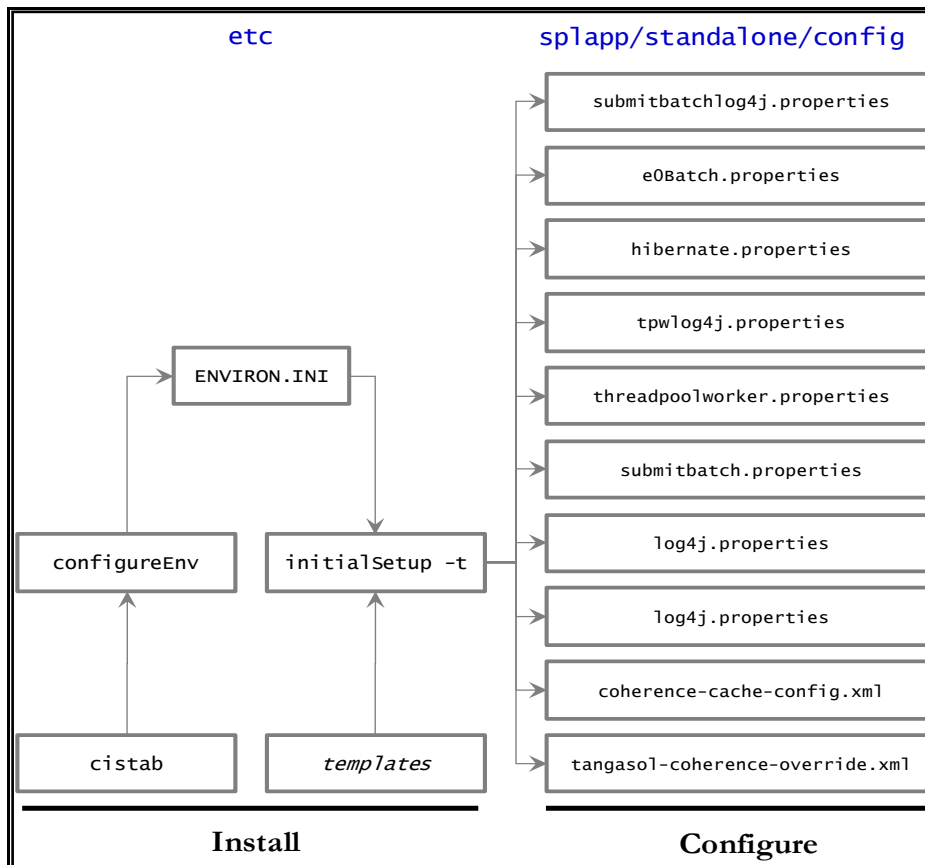 etc
splapp/standalone/config
submitbatchlog4j.properties
e0Batch.properties
hibernate.properties
tpwlog4j.properties
ENVIRON.INI
threadpoolworker.properties
submitbatch.properties
configureEnv
initialSetup -t
log4j.properties
log4j.properties
coherence-cache-config.xml
cistab
templates
tangasol-coherence-override.xml
Install
Configure